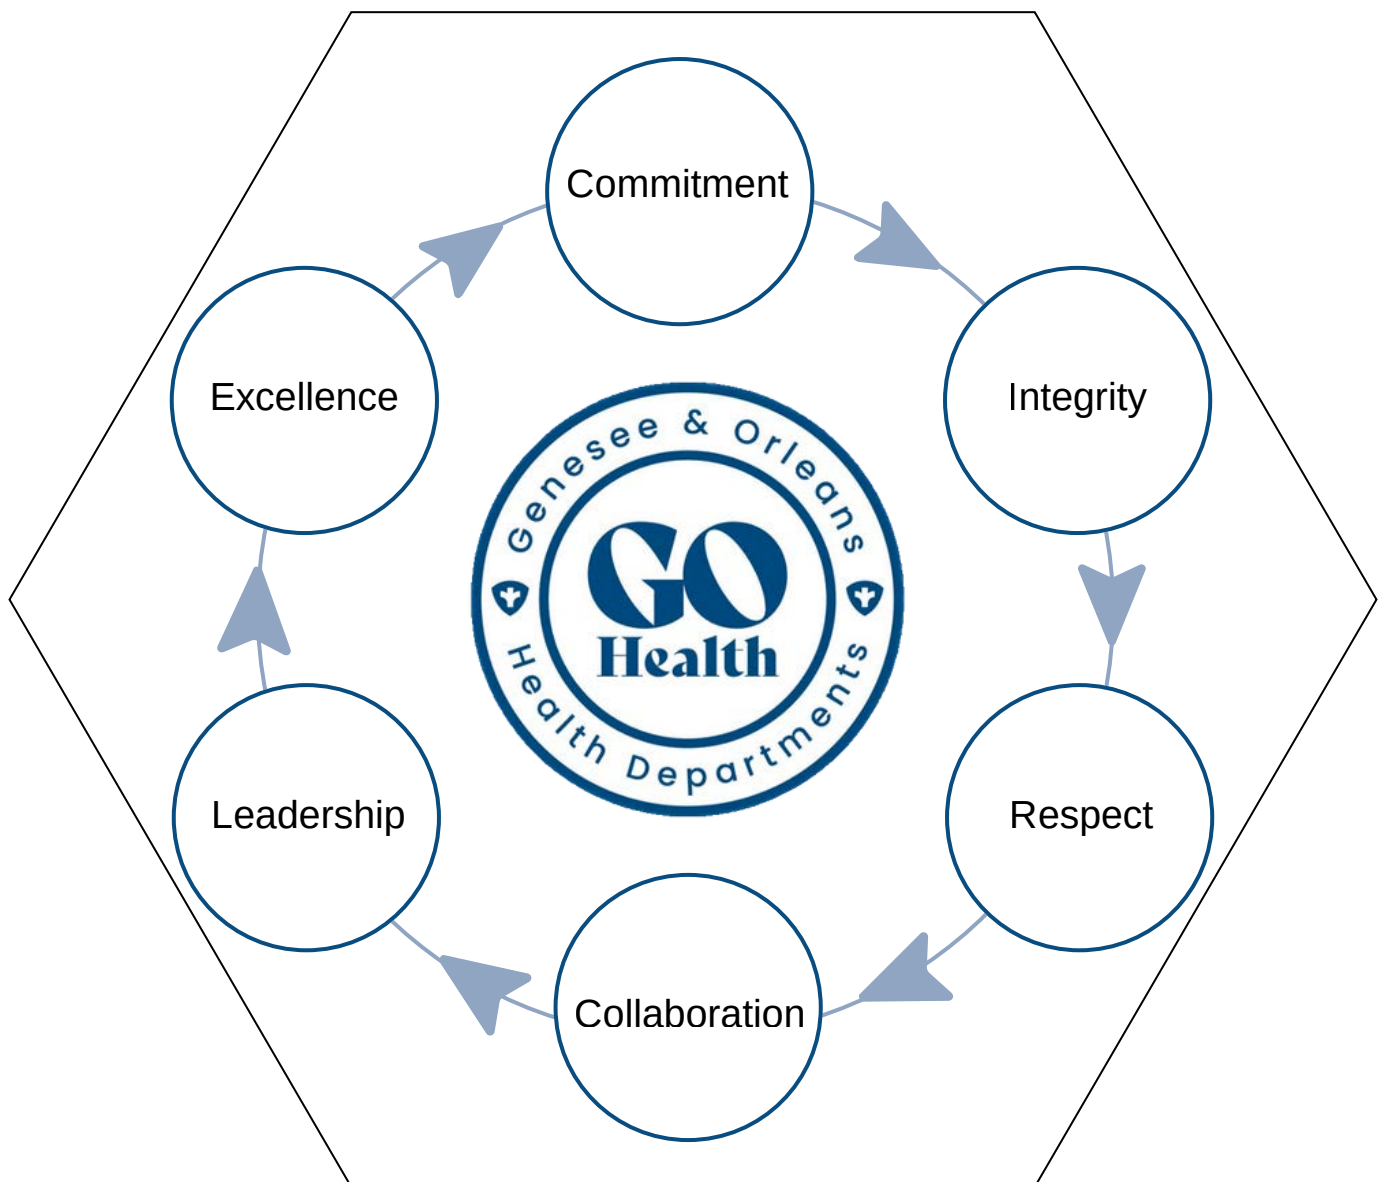 Commitment
Excellence
Integrity
Genesee & Orleans
GO
Health
Health Departments
Leadership
Respect
Collaboration